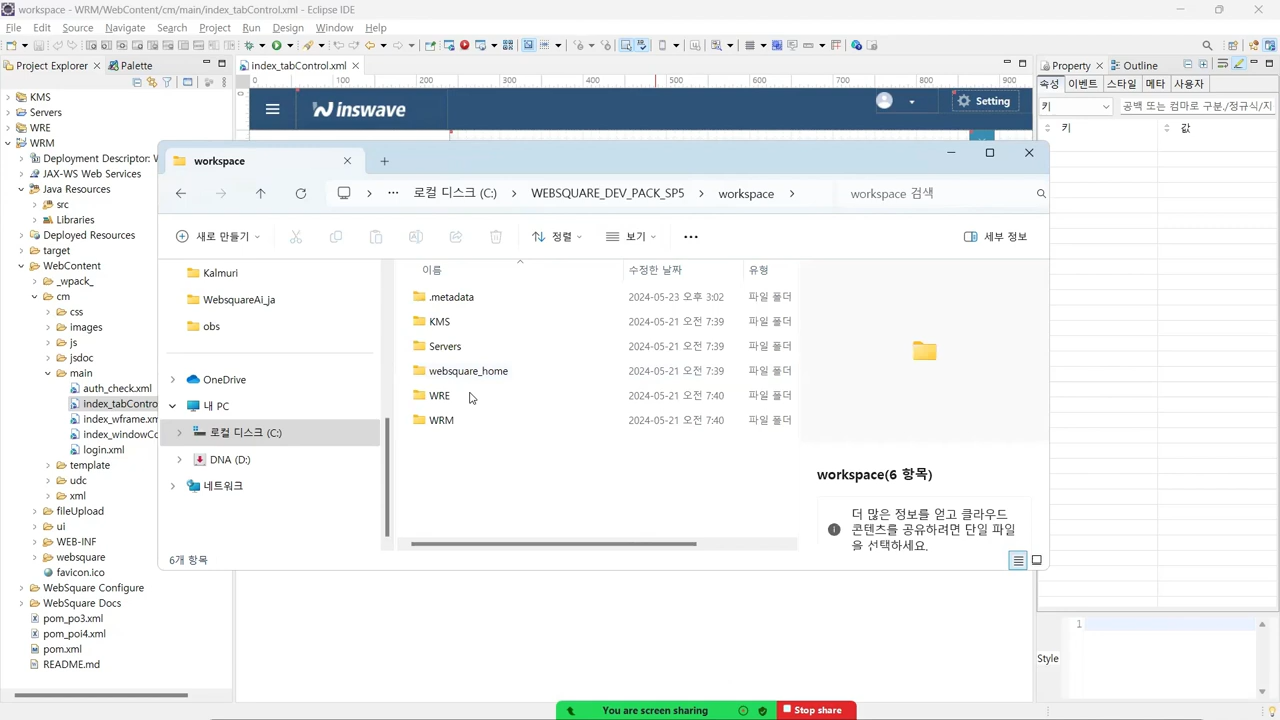 workspace - WRM/WebContent/cm/main/index_tabControl.xml - Eclipse IDE
File Edit Source Navigate Search Project Run Design Window Help
Project Explorer Palette
index_tabControl.xml
Property Outline
0 100 200 300 400 500 600 700 800 900
0
속성 이벤트 스타일 메타 사용자
키 공백 또는 컴마로 구분,/정규식/지
키 값
inswave
Setting
KMS
Servers
WRE
WRM
Deployment Descriptor: W
JAX-WS Web Services
Java Resources
src
Libraries
Deployed Resources
target
WebContent
_wpack_
cm
css
images
js
jsdoc
main
auth_check.xml
index_tabContro
index_wframe.xm
index_windowCo
login.xml
template
udc
xml
fileUpload
ui
WEB-INF
websquare
favicon.ico
WebSquare Configure
WebSquare Docs
pom_po3.xml
pom_poi4.xml
pom.xml
README.md
workspace
로컬 디스크 (C:) WEBSQUARE_DEV_PACK_SP5 workspace
workspace 검색
새로 만들기 정렬 보기 세부 정보
Kalmuri
WebsquareAi_ja
obs
OneDrive
내 PC
로컬 디스크 (C:)
DNA (D:)
네트워크
이름 수정한 날짜 유형
.metadata 2024-05-23 오후 3:02 파일 폴더
KMS 2024-05-21 오전 7:39 파일 폴더
Servers 2024-05-21 오전 7:39 파일 폴더
websquare_home 2024-05-21 오전 7:39 파일 폴더
WRE 2024-05-21 오전 7:40 파일 폴더
WRM 2024-05-21 오전 7:40 파일 폴더
workspace(6 항목)
더 많은 정보를 얻고 클라우드
콘텐츠를 공유하려면 단일 파일
을 선택하세요.
6개 항목
1
Style
You are screen sharing Stop share